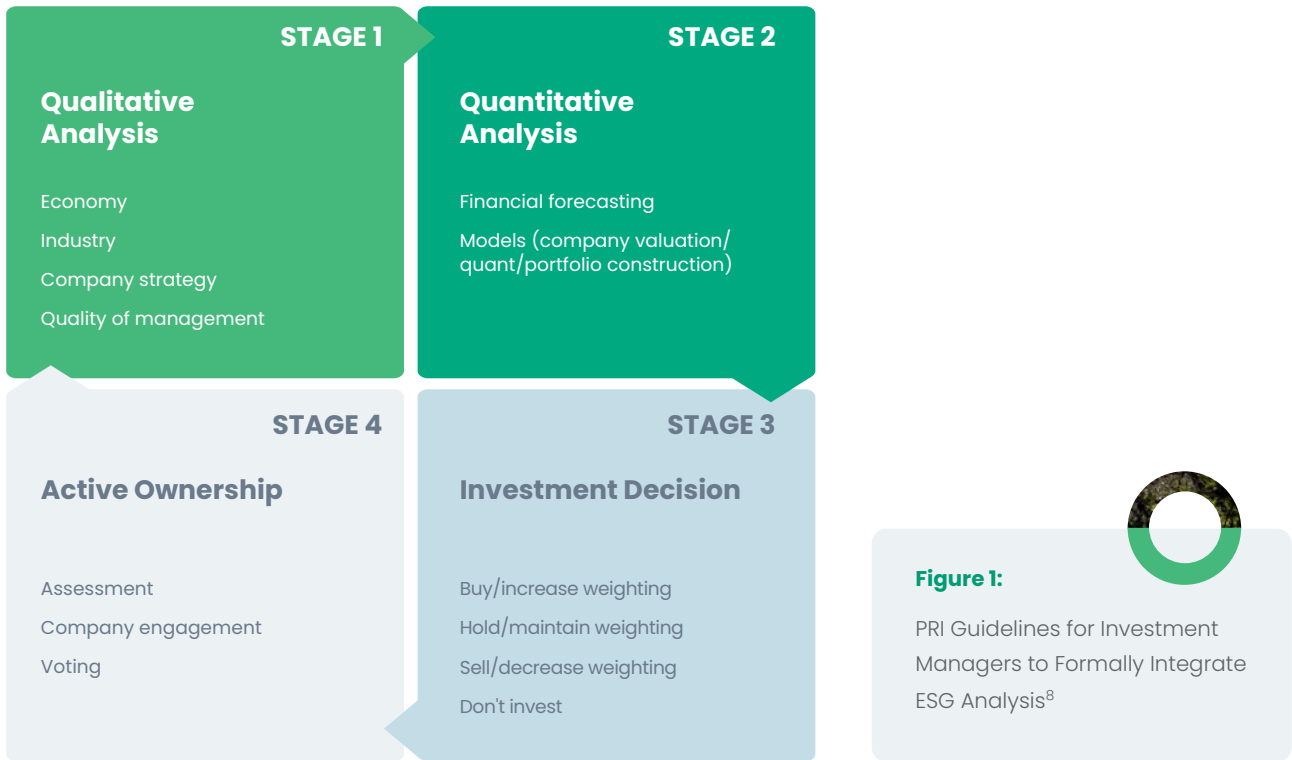 STAGE 1
Qualitative
Analysis
Economy
Industry
Company strategy
Quality of management
STAGE 2
Quantitative
Analysis
Financial forecasting
Models (company valuation/
quant/portfolio construction)
STAGE 3
Investment Decision
Buy/increase weighting
Hold/maintain weighting
Sell/decrease weighting
Don't invest
STAGE 4
Active Ownership
Assessment
Company engagement
Voting
Figure 1:
PRI Guidelines for Investment
Managers to Formally Integrate
ESG Analysis⁸